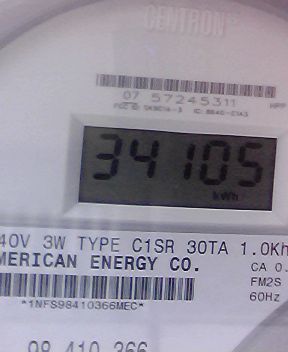 CENTRON®
07 57245311
34105
kWh
40V 3W TYPE C1SR 30TA 1.0Kh
MERICAN ENERGY CO.
CA 0.
FM2S
60Hz
*1NFS98410366MEC*
98 410 366